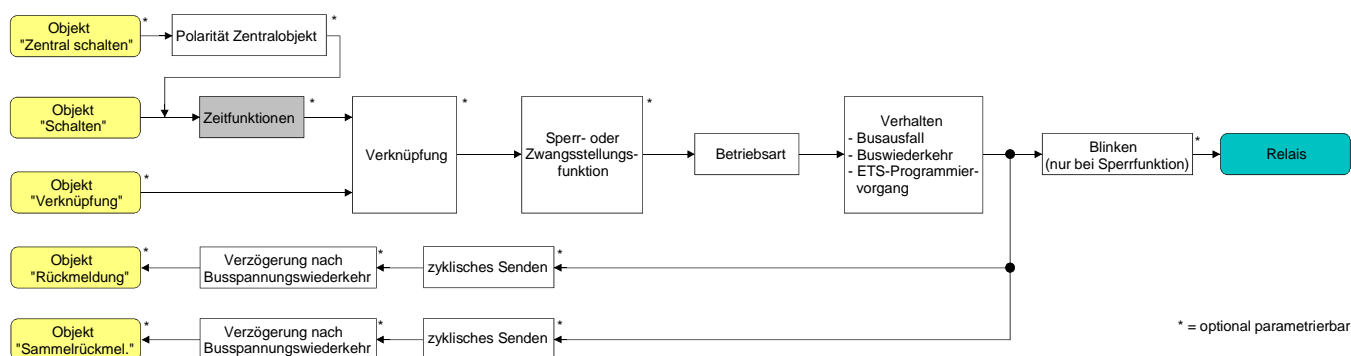 Objekt
"Zentral schalten"
*
Polarität Zentralobjekt
*
Objekt
"Schalten"
Zeitfunktionen
*
Verknüpfung
*
Sperr- oder
Zwangsstellungs-
funktion
*
Betriebsart
Verhalten
- Busausfall
- Buswiederkehr
- ETS-Programmier-
vorgang
Blinken
(nur bei Sperrfunktion)
*
Relais
Objekt
"Verknüpfung"
*
Objekt
"Rückmeldung"
*
Verzögerung nach
Busspannungswiederkehr
*
zyklisches Senden
*
Objekt
"Sammelrückmel."
*
Verzögerung nach
Busspannungswiederkehr
*
zyklisches Senden
*
* = optional parametrierbar